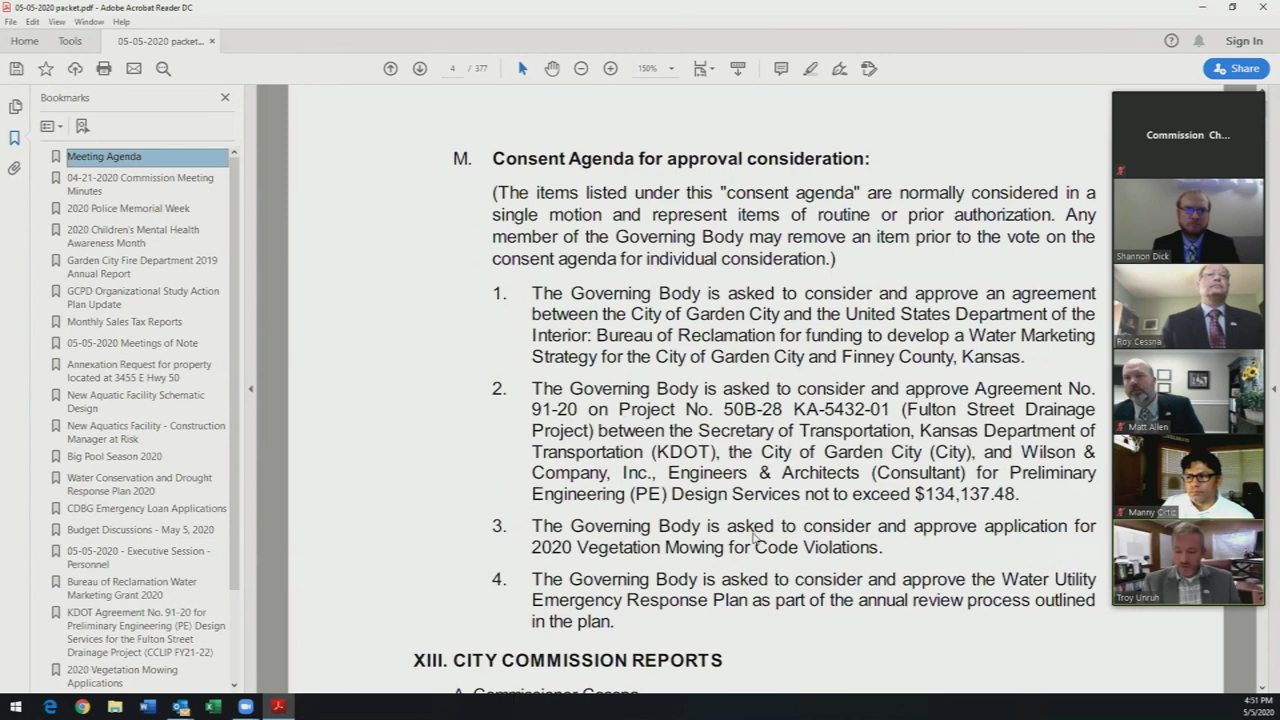 05-05-2020 packet.pdf - Adobe Acrobat Reader DC
File Edit View Window Help
Home Tools 05-05-2020 packet... ×
Sign In
4 / 377
150%
Share
Bookmarks
Meeting Agenda
04-21-2020 Commission Meeting
Minutes
2020 Police Memorial Week
2020 Children's Mental Health
Awareness Month
Garden City Fire Department 2019
Annual Report
GCPD Organizational Study Action
Plan Update
Monthly Sales Tax Reports
05-05-2020 Meetings of Note
Annexation Request for property
located at 3455 E Hwy 50
New Aquatic Facility Schematic
Design
New Aquatics Facility - Construction
Manager at Risk
Big Pool Season 2020
Water Conservation and Drought
Response Plan 2020
CDBG Emergency Loan Applications
Budget Discussions - May 5, 2020
05-05-2020 - Executive Session -
Personnel
Bureau of Reclamation Water
Marketing Grant 2020
KDOT Agreement No. 91-20 for
Preliminary Engineering (PE) Design
Services for the Fulton Street
Drainage Project (CCLIP FY21-22)
2020 Vegetation Mowing
Applications
M. Consent Agenda for approval consideration:
(The items listed under this "consent agenda" are normally considered in a
single motion and represent items of routine or prior authorization. Any
member of the Governing Body may remove an item prior to the vote on the
consent agenda for individual consideration.)
1. The Governing Body is asked to consider and approve an agreement
between the City of Garden City and the United States Department of the
Interior: Bureau of Reclamation for funding to develop a Water Marketing
Strategy for the City of Garden City and Finney County, Kansas.
2. The Governing Body is asked to consider and approve Agreement No.
91-20 on Project No. 50B-28 KA-5432-01 (Fulton Street Drainage
Project) between the Secretary of Transportation, Kansas Department of
Transportation (KDOT), the City of Garden City (City), and Wilson &
Company, Inc., Engineers & Architects (Consultant) for Preliminary
Engineering (PE) Design Services not to exceed $134,137.48.
3. The Governing Body is asked to consider and approve application for
2020 Vegetation Mowing for Code Violations.
4. The Governing Body is asked to consider and approve the Water Utility
Emergency Response Plan as part of the annual review process outlined
in the plan.
XIII. CITY COMMISSION REPORTS
Commission Ch...
Shannon Dick
Roy Cessna
Matt Allen
Manny Ortiz
Troy Unruh
4:51 PM
5/5/2020